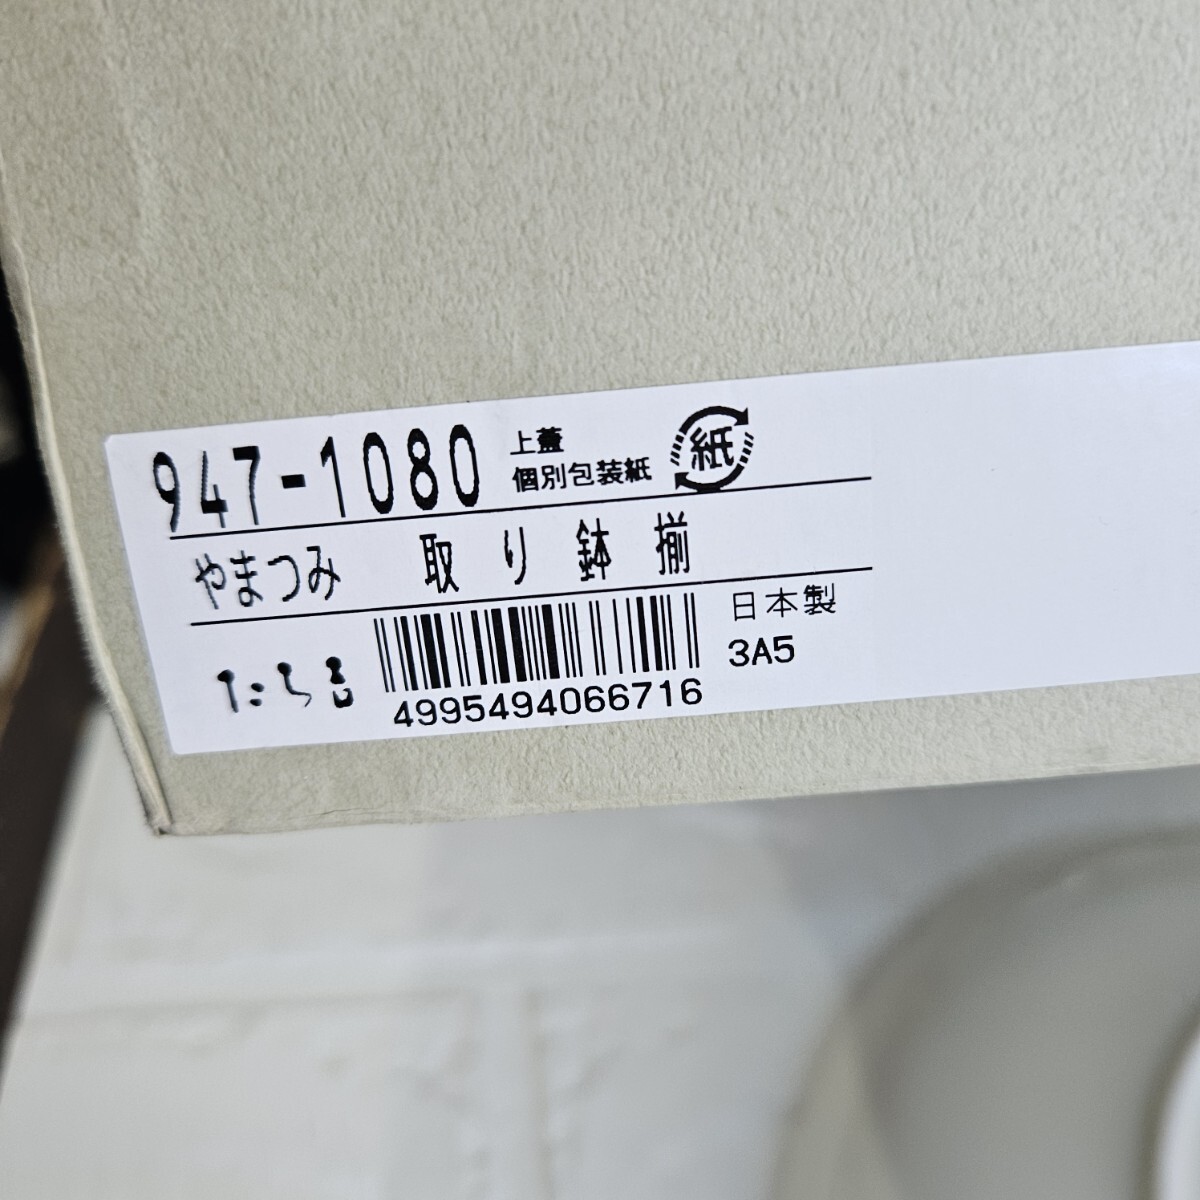 947-1080
上蓋
個別包装紙
紙
やまつみ 取り鉢揃
日本製
3A5
たち吉
4995494066716